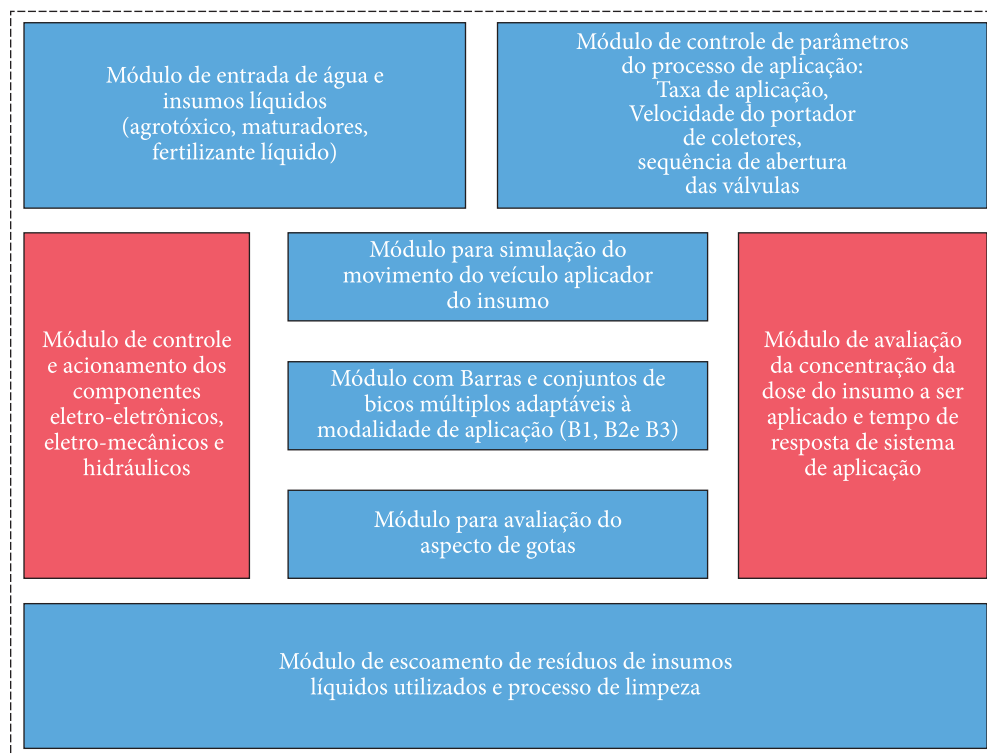 Módulo de entrada de água e
insumos líquidos
(agrotóxico, maturadores,
fertilizante líquido)
Módulo de controle de parâmetros
do processo de aplicação:
Taxa de aplicação,
Velocidade do portador
de coletores,
sequência de abertura
das válvulas
Módulo de controle
e acionamento dos
componentes
eletro-eletrônicos,
eletro-mecânicos e
hidráulicos
Módulo para simulação do
movimento do veículo aplicador
do insumo
Módulo com Barras e conjuntos de
bicos múltiplos adaptáveis à
modalidade de aplicação (B1, B2e B3)
Módulo para avaliação do
aspecto de gotas
Módulo de avaliação
da concentração da
dose do insumo a ser
aplicado e tempo de
resposta de sistema
de aplicação
Módulo de escoamento de resíduos de insumos
líquidos utilizados e processo de limpeza